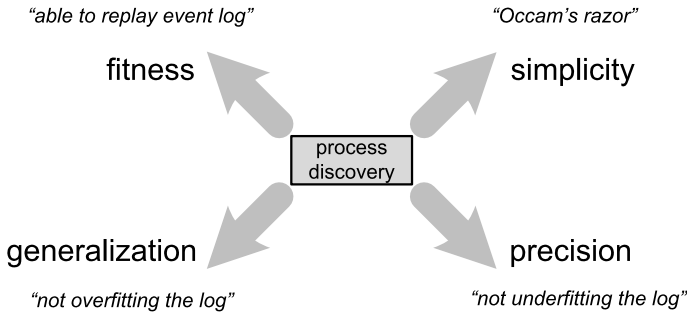 “able to replay event log”
“Occam’s razor”
fitness
simplicity
process
discovery
generalization
precision
“not overfitting the log”
“not underfitting the log”